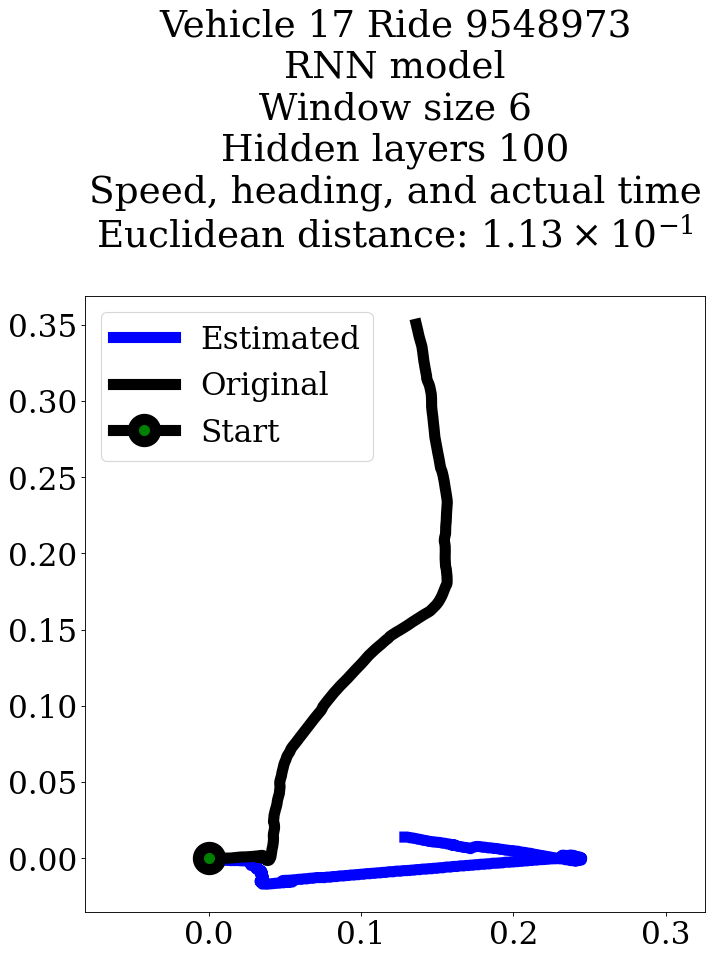 Vehicle 17 Ride 9548973
RNN model
Window size 6
Hidden layers 100
Speed, heading, and actual time
Euclidean distance: 1.13 × 10⁻¹
Estimated
Original
Start
0.35
0.30
0.25
0.20
0.15
0.10
0.05
0.00
0.0 0.1 0.2 0.3